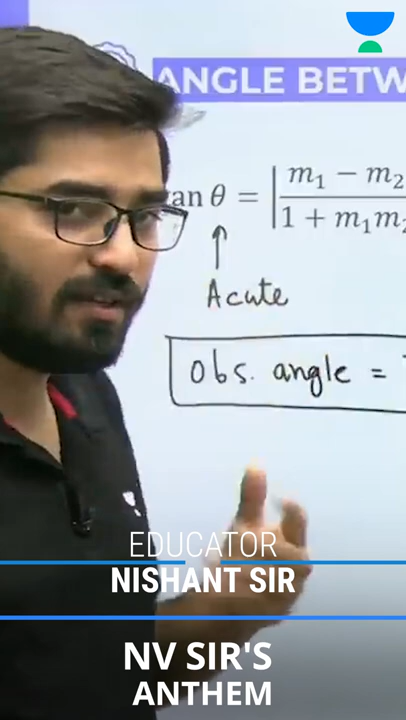 ANGLE BETW
an θ = | m₁ − m₂ / 1 + m₁m₂
Acute
Obs. angle =
EDUCATOR
NISHANT SIR
NV SIR'S
ANTHEM